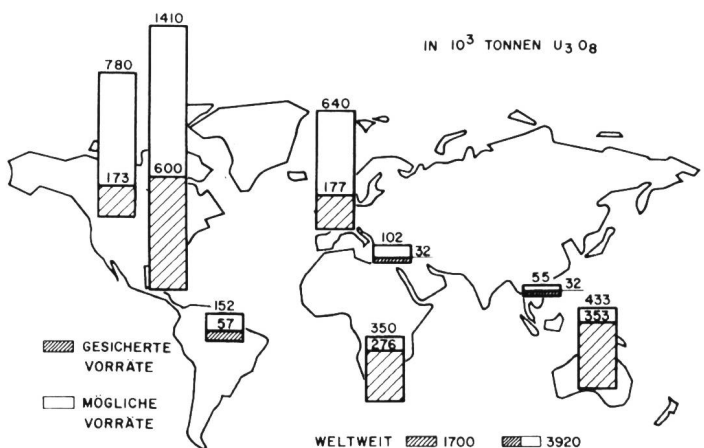 1410
IN 10³ TONNEN U₃O₈
780
640
173
600
177
102
32
55
32
152
57
433
353
350
276
GESICHERTE
VORRÄTE
MÖGLICHE
VORRÄTE
WELTWEIT 1700 3920